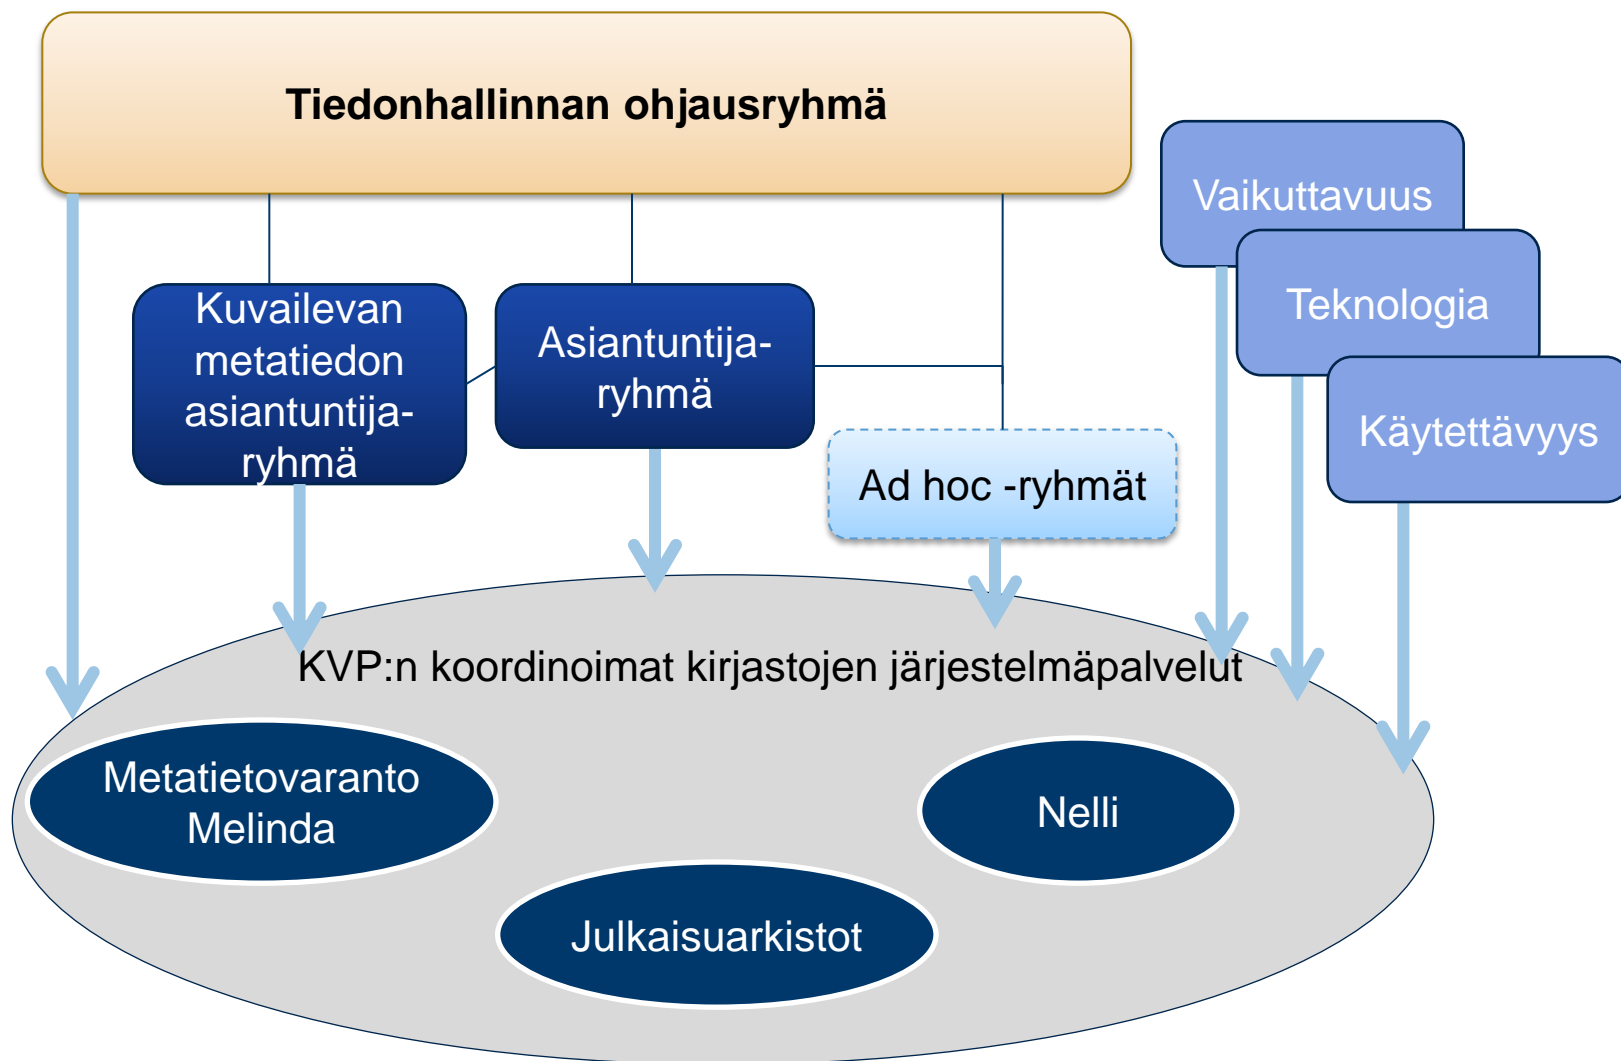 Tiedonhallinnan ohjausryhmä
Vaikuttavuus
Teknologia
Käytettävyys
Kuvailevan
metatiedon
asiantuntija-
ryhmä
Asiantuntija-
ryhmä
Ad hoc -ryhmät
KVP:n koordinoimat kirjastojen järjestelmäpalvelut
Metatietovaranto
Melinda
Nelli
Julkaisuarkistot